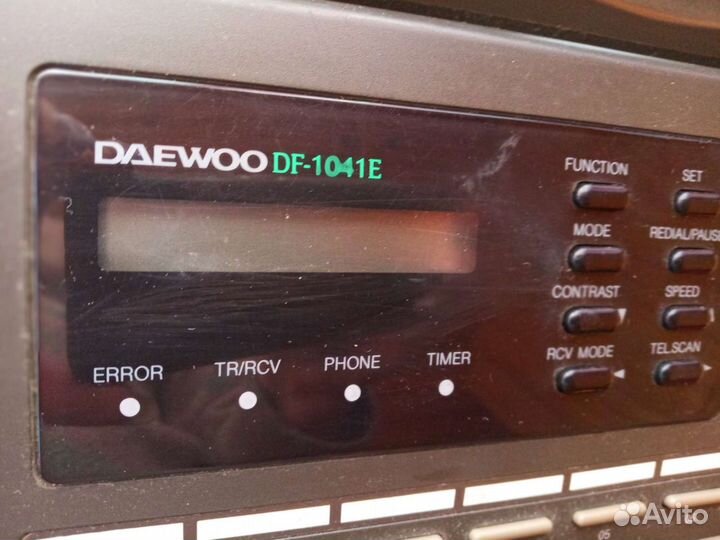 DAEWOO DF-1041E
FUNCTION SET
MODE REDIAL/PAUSE
CONTRAST ▼ SPEED
RCV MODE ◄ TEL.SCAN ►
ERROR TR/RCV PHONE TIMER
05
Avito